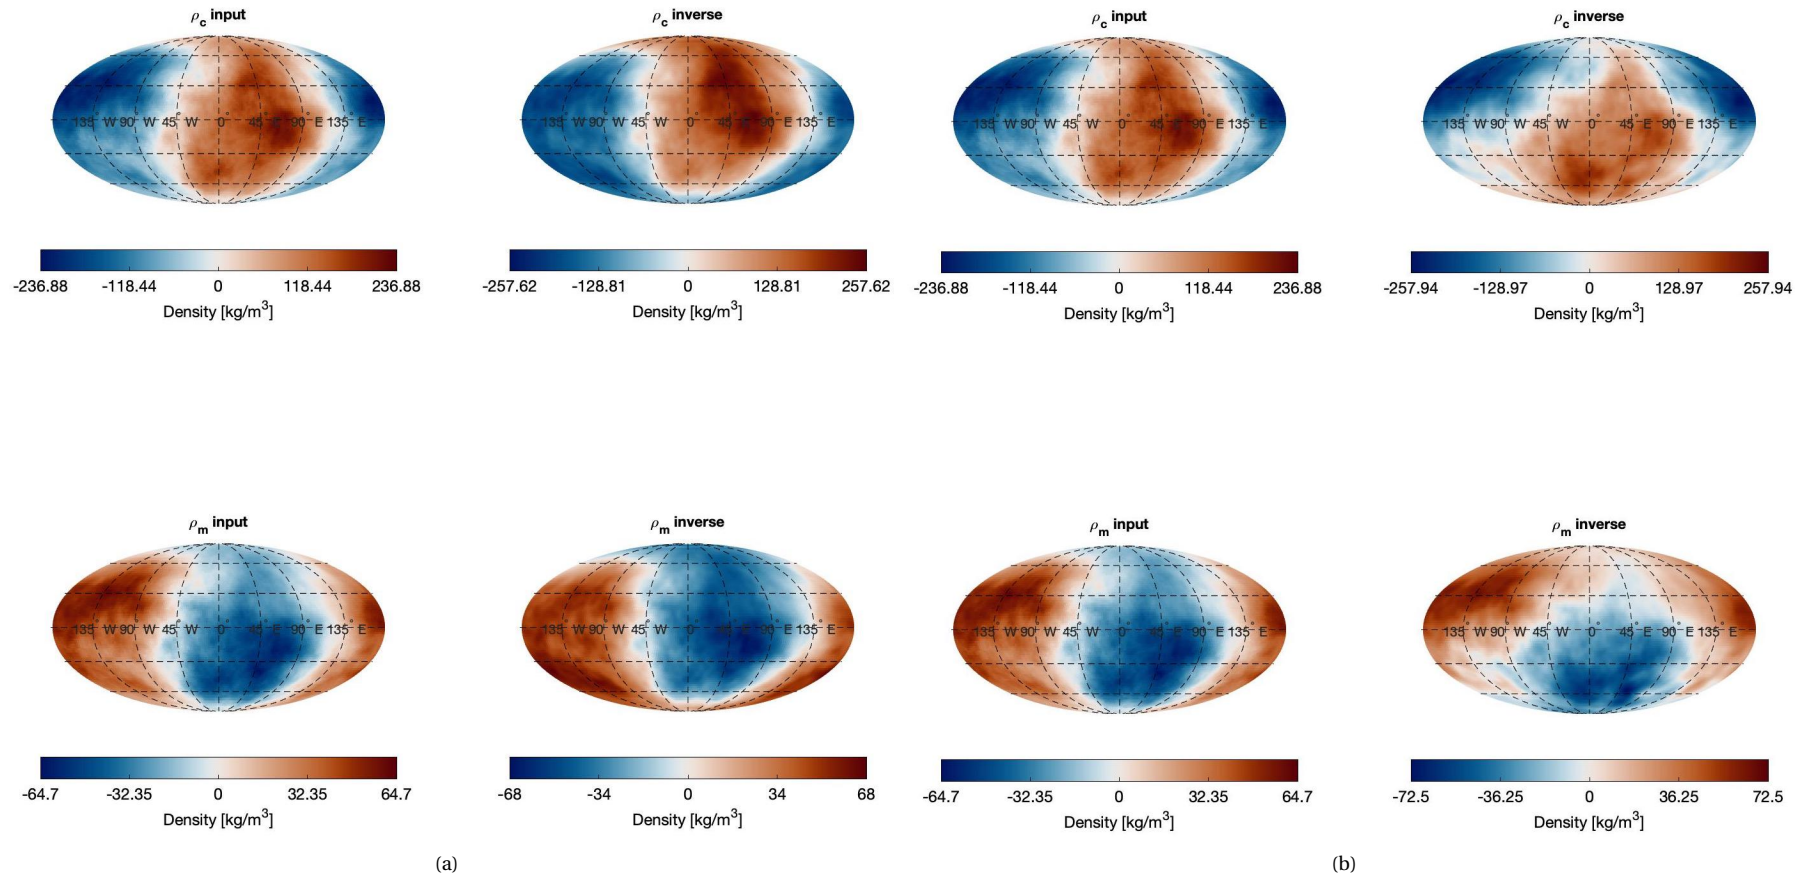 ρc input
ρc inverse
ρc input
ρc inverse
135° W 90° W 45° W 0° 45° E 90° E 135° E
135° W 90° W 45° W 0° 45° E 90° E 135° E
135° W 90° W 45° W 0° 45° E 90° E 135° E
135° W 90° W 45° W 0° 45° E 90° E 135° E
-236.88 -118.44 0 118.44 236.88
-257.62 -128.81 0 128.81 257.62
-236.88 -118.44 0 118.44 236.88
-257.94 -128.97 0 128.97 257.94
Density [kg/m³]
Density [kg/m³]
Density [kg/m³]
Density [kg/m³]
ρm input
ρm inverse
ρm input
ρm inverse
135° W 90° W 45° W 0° 45° E 90° E 135° E
135° W 90° W 45° W 0° 45° E 90° E 135° E
135° W 90° W 45° W 0° 45° E 90° E 135° E
135° W 90° W 45° W 0° 45° E 90° E 135° E
-64.7 -32.35 0 32.35 64.7
-68 -34 0 34 68
-64.7 -32.35 0 32.35 64.7
-72.5 -36.25 0 36.25 72.5
Density [kg/m³]
Density [kg/m³]
Density [kg/m³]
Density [kg/m³]
(a)
(b)